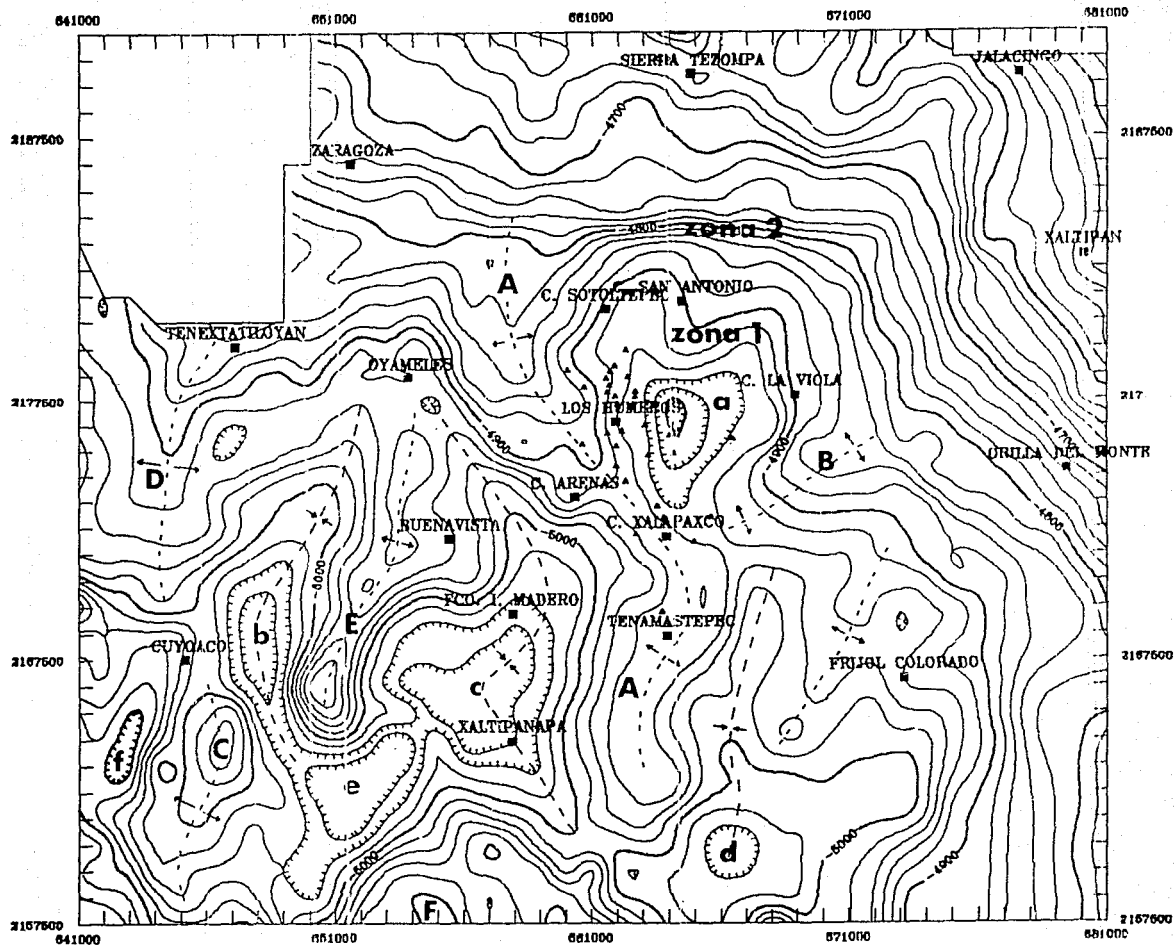 641000 651000 661000 671000 681000
SIERRA TEZOMPA
JALACINGO
-4700
2187500 2187500
ZARAGOZA
zona 2
-4800
XALTIPAN
A
C. SOTOLTEPEC
SAN ANTONIO
zona 1
TENEXTATILOYAN
OYAMELES
C. LA VIOLA
a
2177500 217
LOS HUMEROS
-4900
-4900
-4700
B
ORILLA DEL MONTE
D
C. ARENAS
-4800
BUENAVISTA
C. XALAPAXCO
-5000
-5000
FCO. I. MADERO
TENAMASTEPEC
E
b
CUYOACO
2167500 2167500
FRIJOL COLORADO
c
A
XALTIPANAPA
C
f
e
d
-5000
-5000
-4900
F
2157500 2157500
641000 651000 661000 671000 681000